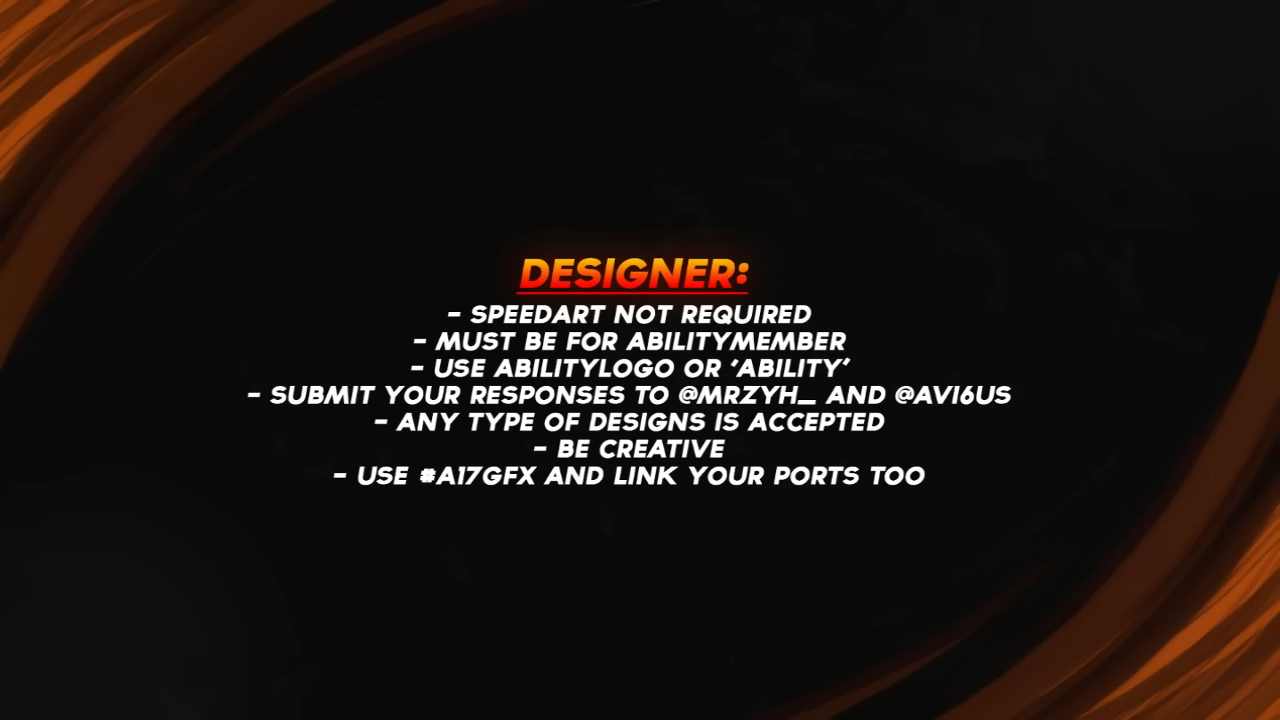 DESIGNER:
- SPEEDART NOT REQUIRED
- MUST BE FOR ABILITYMEMBER
- USE ABILITYLOGO OR ‘ABILITY’
- SUBMIT YOUR RESPONSES TO @MRZYH_ AND @AVI6US
- ANY TYPE OF DESIGNS IS ACCEPTED
- BE CREATIVE
- USE #A17GFX AND LINK YOUR PORTS TOO